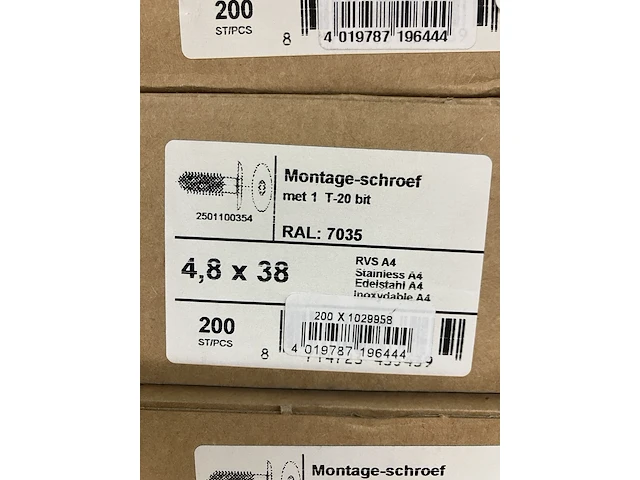 200
ST/PCS
8
4 019787 196444
Montage-schroef
met 1 T-20 bit
2501100354
RAL: 7035
4,8 x 38
RVS A4
Stainless A4
Edelstahl A4
Inoxydable A4
200
ST/PCS
200 X 1029958
8
4 019787 196444
Montage-schroef